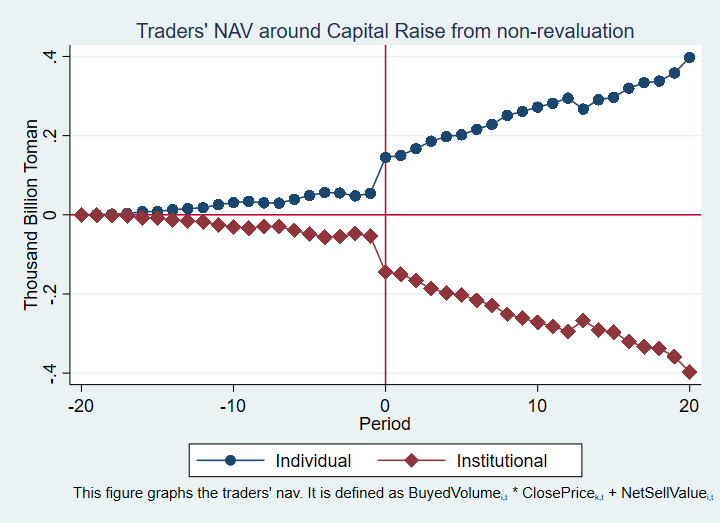 Traders' NAV around Capital Raise from non-revaluation
Thousand Billion Toman
.4
.2
0
-.2
-.4
-20
-10
0
10
20
Period
Individual
Institutional
This figure graphs the traders' nav. It is defined as BuyedVolume i,t * ClosePrice k,t + NetSellValue i,t